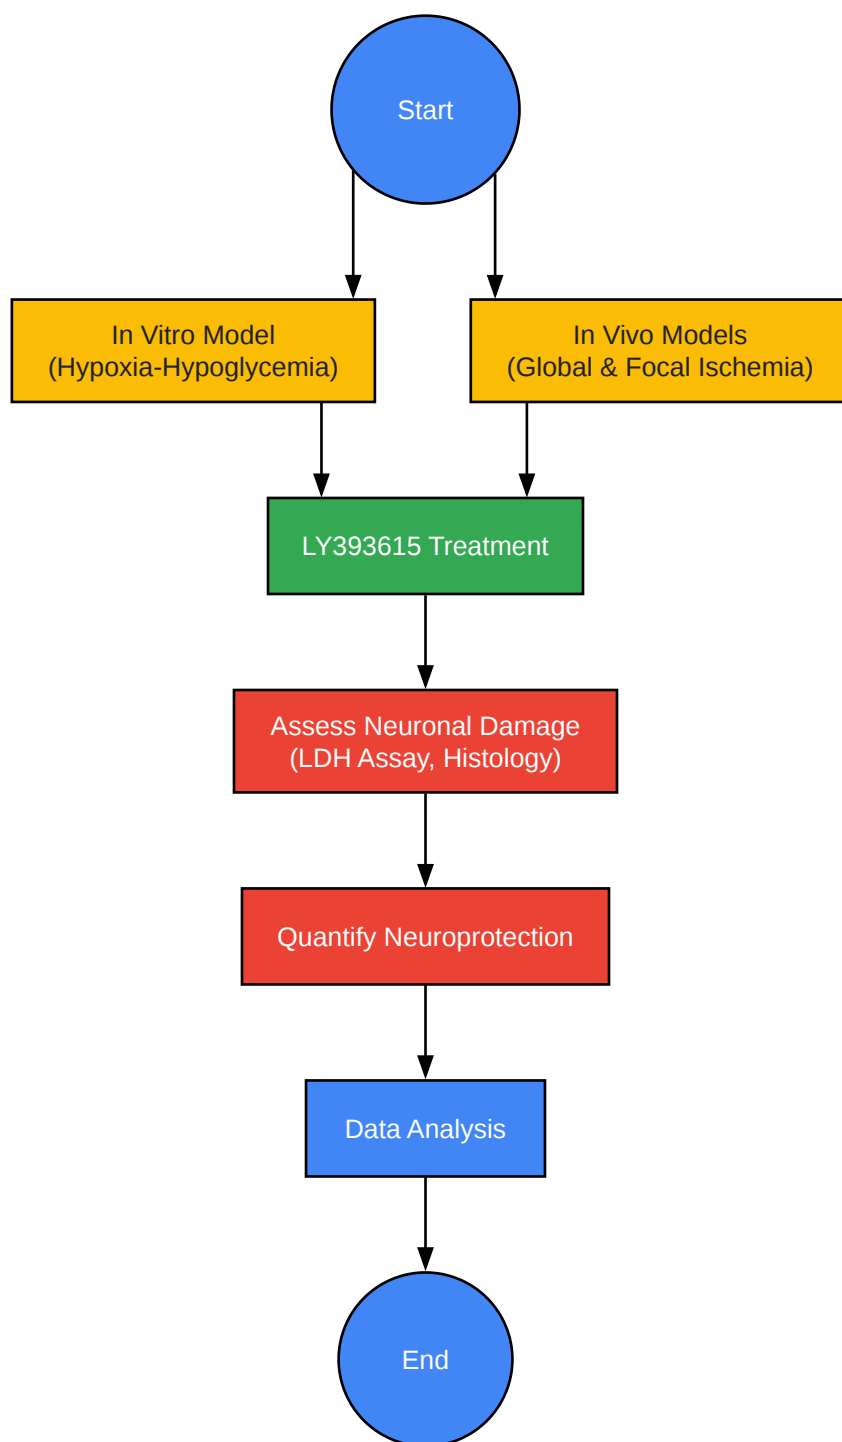 Start
In Vitro Model
(Hypoxia-Hypoglycemia)
In Vivo Models
(Global & Focal Ischemia)
LY393615 Treatment
Assess Neuronal Damage
(LDH Assay, Histology)
Quantify Neuroprotection
Data Analysis
End